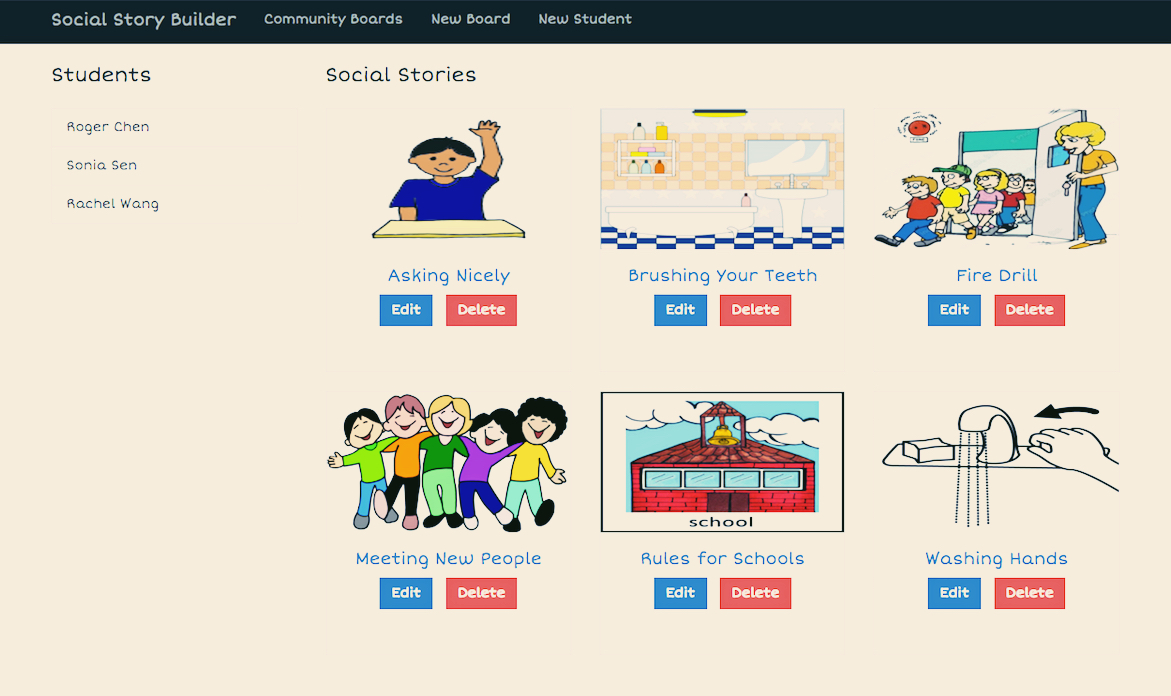 Social Story Builder Community Boards New Board New Student
Students
Roger Chen
Sonia Sen
Rachel Wang
Social Stories
Asking Nicely
Edit Delete
Brushing Your Teeth
Edit Delete
Fire Drill
Edit Delete
Meeting New People
Edit Delete
school
Rules for Schools
Edit Delete
Washing Hands
Edit Delete